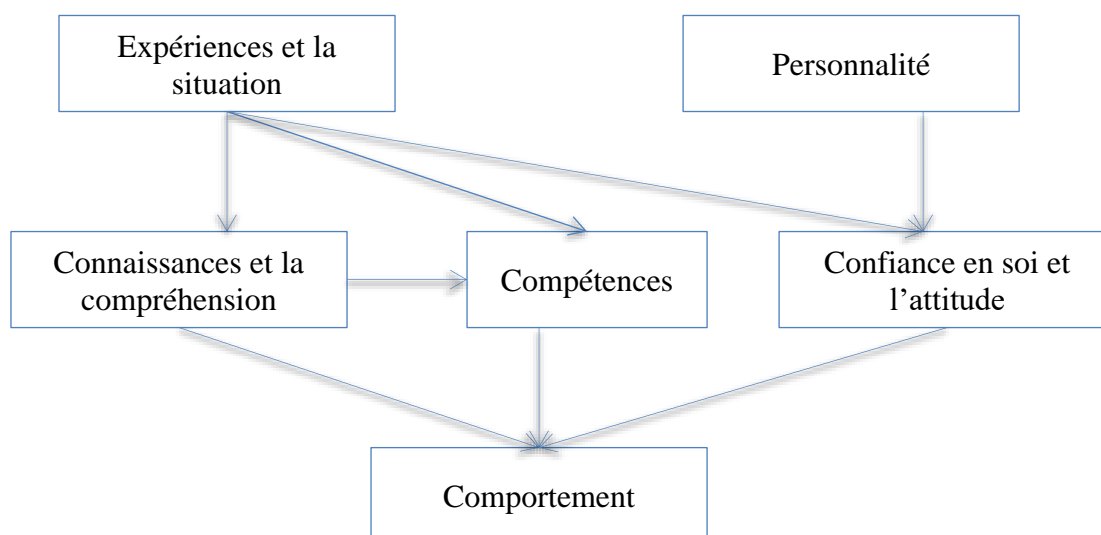 Expériences et la
situation
Personnalité
Connaissances et la
compréhension
Compétences
Confiance en soi et
l’attitude
Comportement